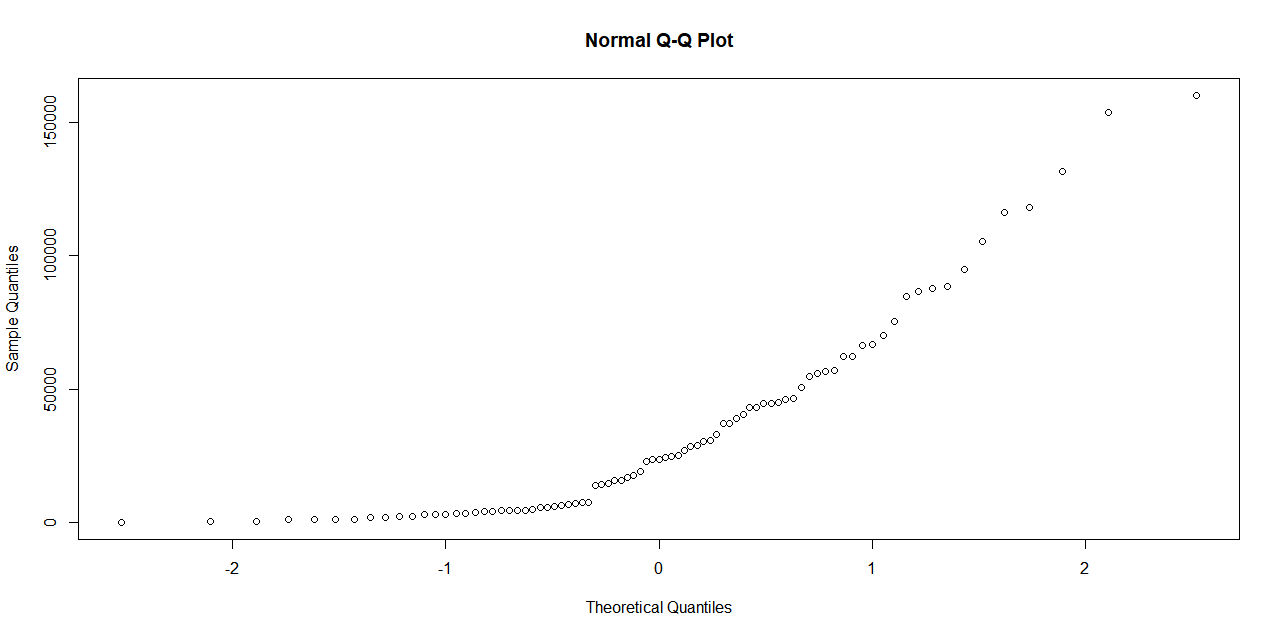 Normal Q-Q Plot
Sample Quantiles
150000
100000
50000
0
-2 -1 0 1 2
Theoretical Quantiles